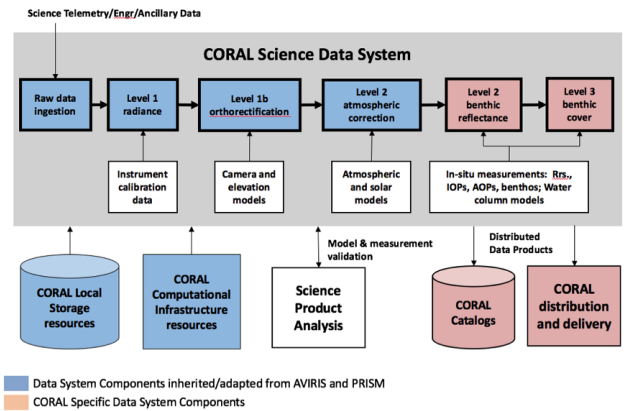 Science Telemetry/Engr/Ancillary Data
CORAL Science Data System
Raw data
ingestion
Level 1
radiance
Level 1b
orthorectification
Level 2
atmospheric
correction
Level 2
benthic
reflectance
Level 3
benthic
cover
Instrument
calibration
data
Camera and
elevation
models
Atmospheric
and solar
models
In-situ measurements: Rrs.,
IOPs, AOPs, benthos; Water
column models
Model & measurement
validation
Distributed
Data Products
CORAL Local
Storage
resources
CORAL
Computational
Infrastructure
resources
Science
Product
Analysis
CORAL
Catalogs
CORAL
distribution
and delivery
Data System Components inherited/adapted from AVIRIS and PRISM
CORAL Specific Data System Components